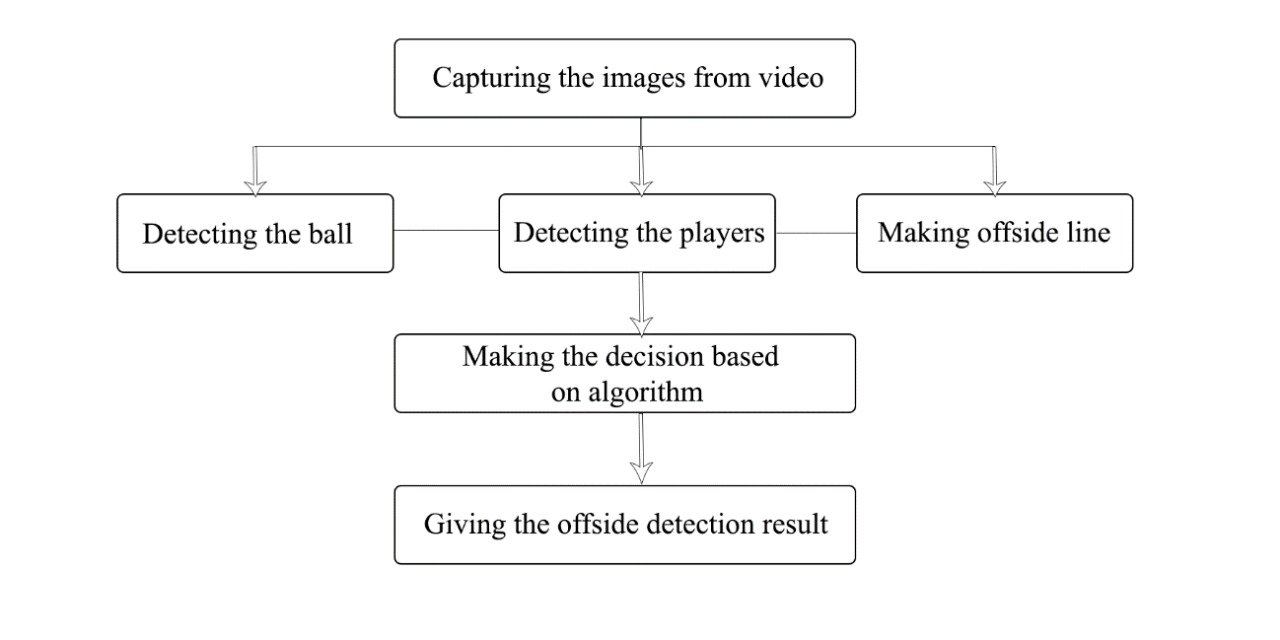 Capturing the images from video
Detecting the ball
Detecting the players
Making offside line
Making the decision based
on algorithm
Giving the offside detection result